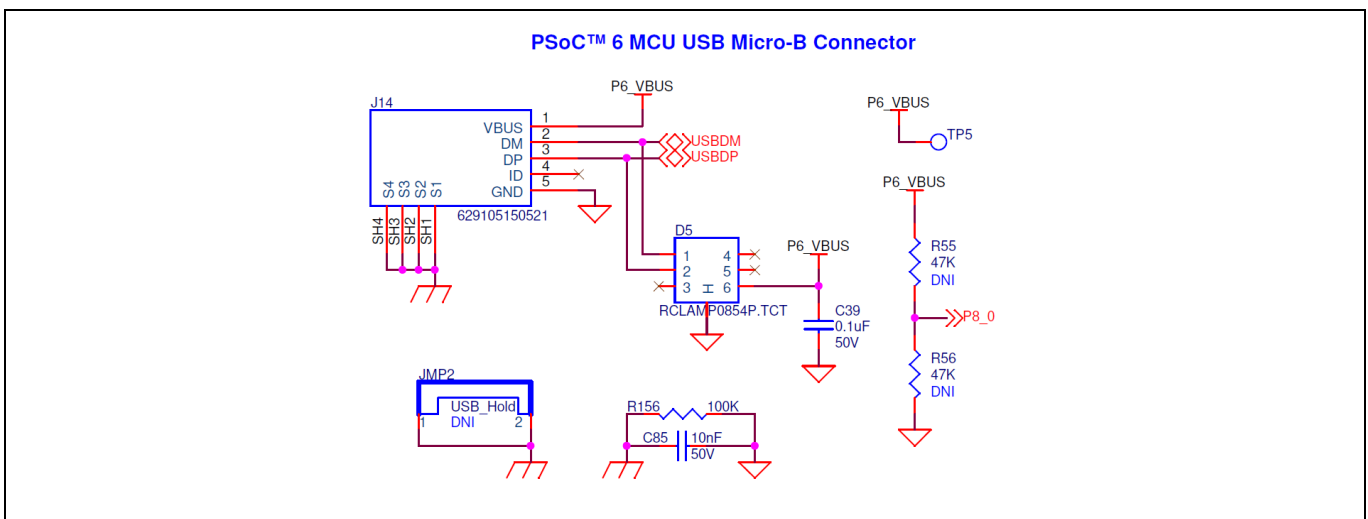 PSoC™ 6 MCU USB Micro-B Connector
J14
VBUS 1
DM 2
DP 3
ID 4
GND 5
S4 S3 S2 S1
629105150521
SH4 SH3 SH2 SH1
P6_VBUS
USBDM
USBDP
D5
1 4
2 5
3 6
H
RCLAMP0854P.TCT
P6_VBUS
C39
0.1uF
50V
P6_VBUS
TP5
P6_VBUS
R55
47K
DNI
P8_0
R56
47K
DNI
JMP2
USB_Hold
1 DNI 2
R156 100K
C85 10nF
50V